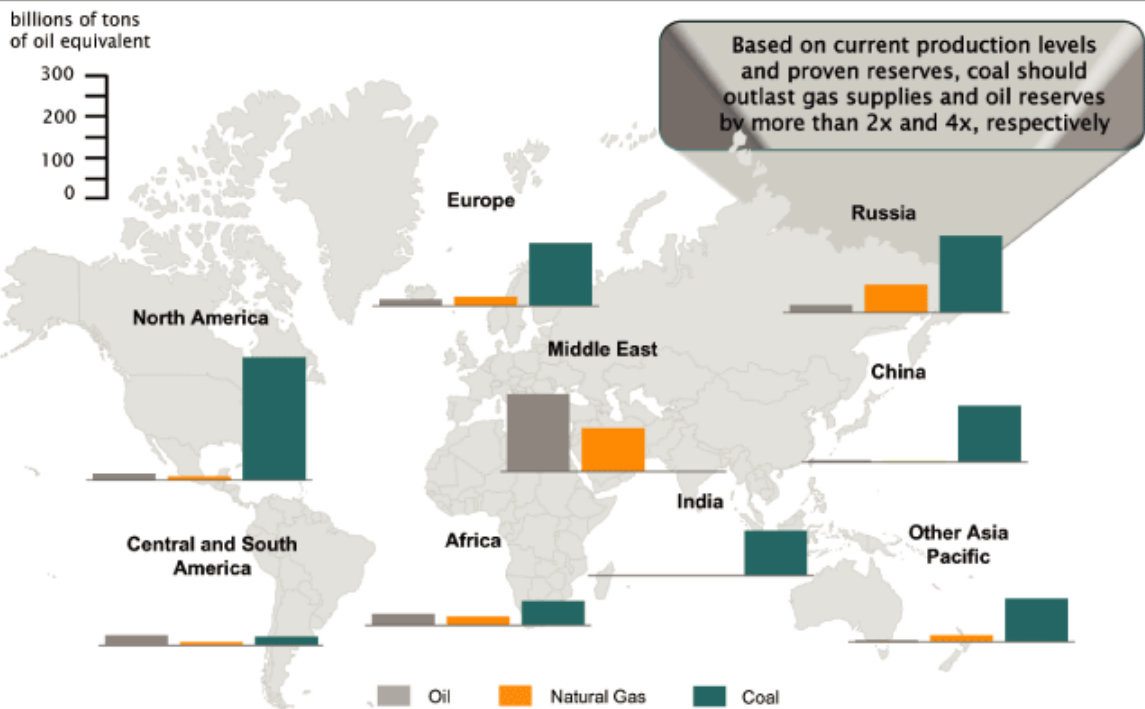 billions of tons
of oil equivalent
300
200
100
0
Based on current production levels
and proven reserves, coal should
outlast gas supplies and oil reserves
by more than 2x and 4x, respectively
Europe
Russia
North America
Middle East
China
India
Central and South
America
Africa
Other Asia
Pacific
Oil
Natural Gas
Coal